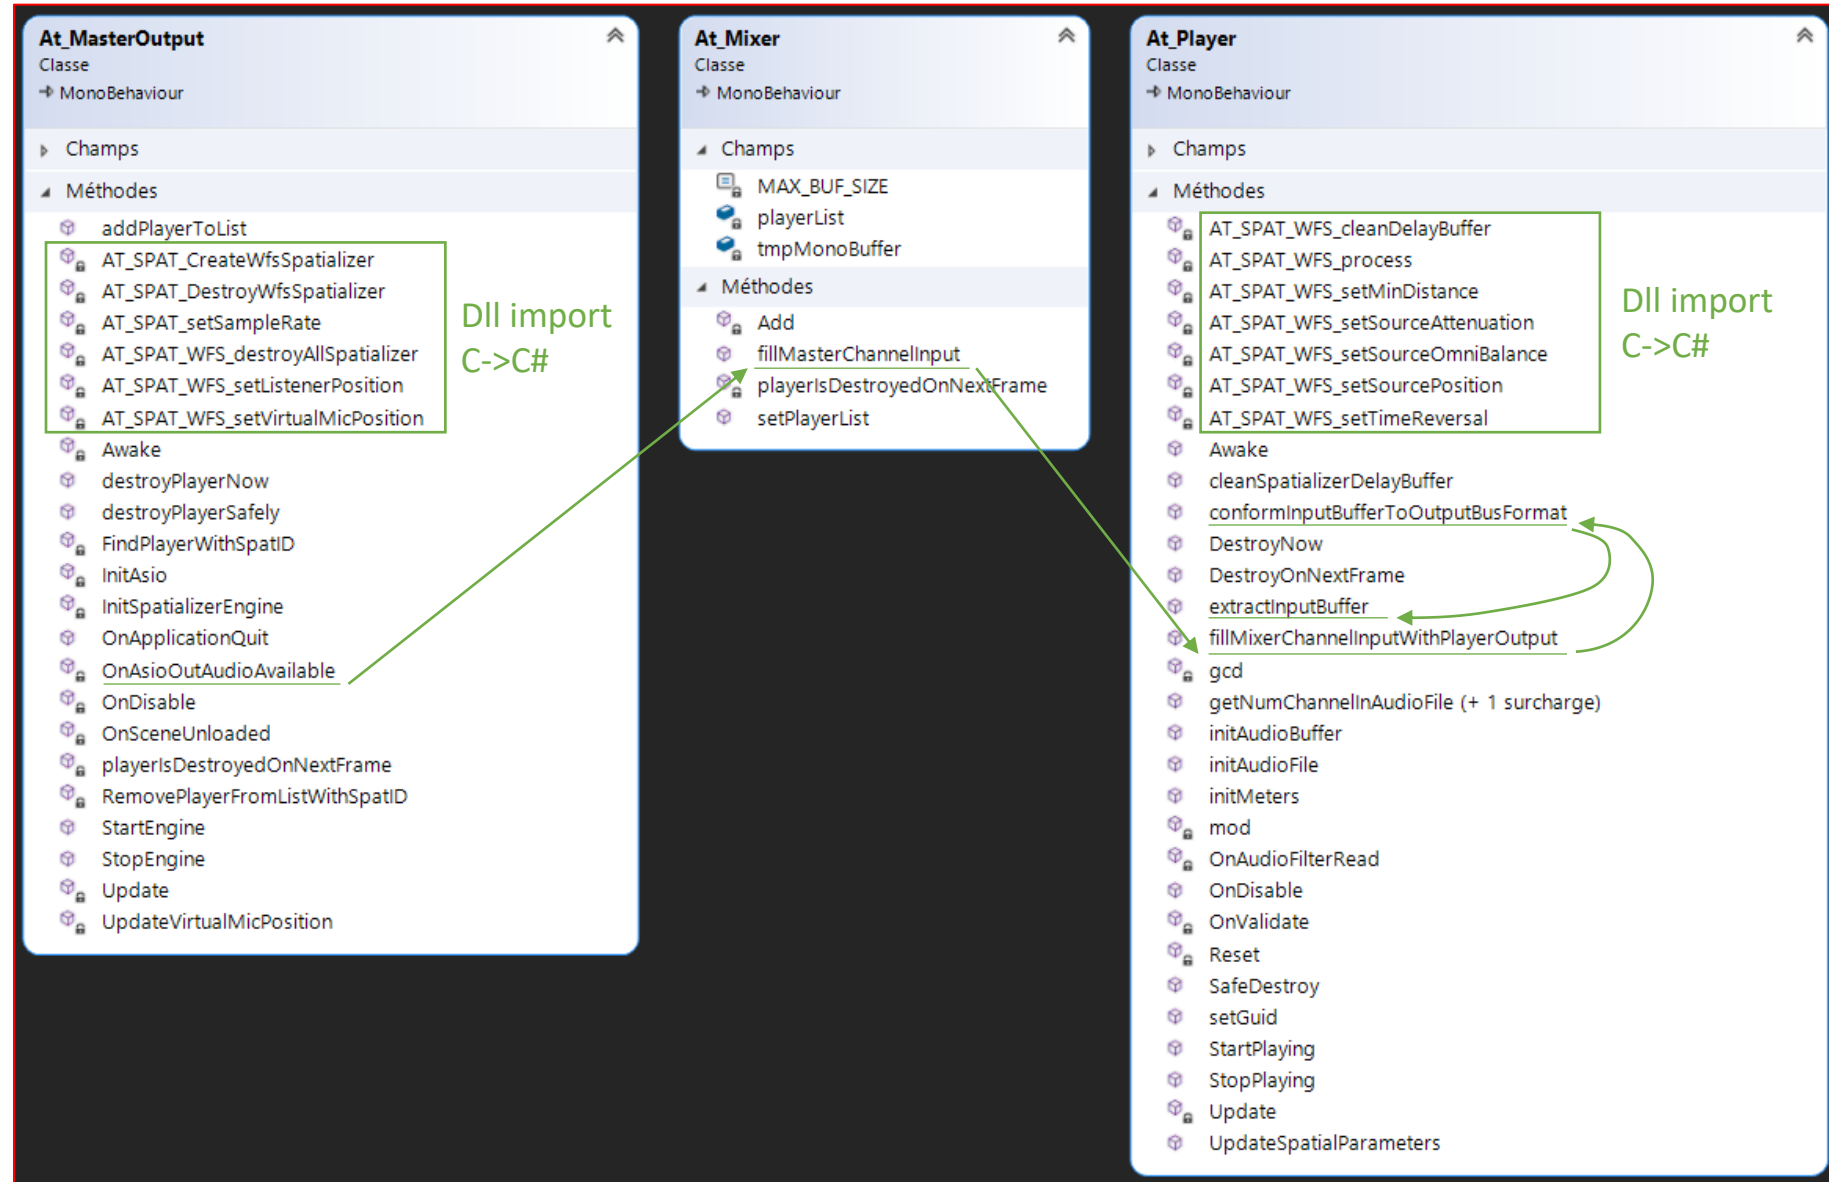 At_MasterOutput
Classe
MonoBehaviour
Champs
Méthodes
addPlayerToList
AT_SPAT_CreateWfsSpatializer
AT_SPAT_DestroyWfsSpatializer
AT_SPAT_setSampleRate
AT_SPAT_WFS_destroyAllSpatializer
AT_SPAT_WFS_setListenerPosition
AT_SPAT_WFS_setVirtualMicPosition
Dll import
C->C#
Awake
destroyPlayerNow
destroyPlayerSafely
FindPlayerWithSpatID
InitAsio
InitSpatializerEngine
OnApplicationQuit
OnAsioOutAudioAvailable
OnDisable
OnSceneUnloaded
playerIsDestroyedOnNextFrame
RemovePlayerFromListWithSpatID
StartEngine
StopEngine
Update
UpdateVirtualMicPosition
At_Mixer
Classe
MonoBehaviour
Champs
MAX_BUF_SIZE
playerList
tmpMonoBuffer
Méthodes
Add
fillMasterChannelInput
playerIsDestroyedOnNextFrame
setPlayerList
At_Player
Classe
MonoBehaviour
Champs
Méthodes
AT_SPAT_WFS_cleanDelayBuffer
AT_SPAT_WFS_process
AT_SPAT_WFS_setMinDistance
AT_SPAT_WFS_setSourceAttenuation
AT_SPAT_WFS_setSourceOmniBalance
AT_SPAT_WFS_setSourcePosition
AT_SPAT_WFS_setTimeReversal
Dll import
C->C#
Awake
cleanSpatializerDelayBuffer
conformInputBufferToOutputBusFormat
DestroyNow
DestroyOnNextFrame
extractInputBuffer
fillMixerChannelInputWithPlayerOutput
gcd
getNumChannelInAudioFile (+ 1 surcharge)
initAudioBuffer
initAudioFile
initMeters
mod
OnAudioFilterRead
OnDisable
OnValidate
Reset
SafeDestroy
setGuid
StartPlaying
StopPlaying
Update
UpdateSpatialParameters